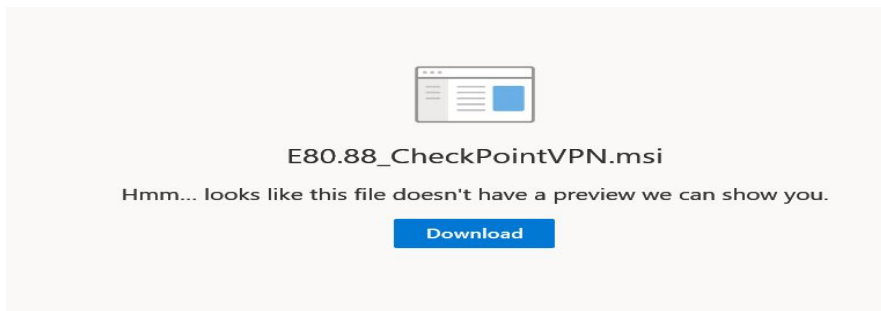 E80.88_CheckPointVPN.msi
Hmm... looks like this file doesn't have a preview we can show you.
Download